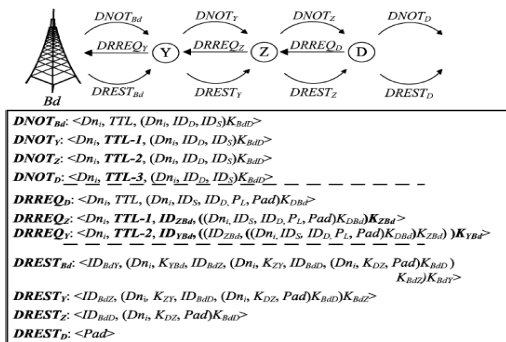 DNOT_Bd DNOT_Y DNOT_Z DNOT_D
DRREQ_Y DRREQ_Z DRREQ_D
Y Z D
DREST_Bd DREST_Y DREST_Z DREST_D
Bd
DNOT_Bd: <Dn_i, TTL, (Dn_i, ID_D, ID_S)K_BdD>
DNOT_Y: <Dn_i, TTL-1, (Dn_i, ID_D, ID_S)K_BdD>
DNOT_Z: <Dn_i, TTL-2, (Dn_i, ID_D, ID_S)K_BdD>
DNOT_D: <Dn_i, TTL-3, (Dn_i, ID_D, ID_S)K_BdD>
DRREQ_D: <Dn_i, TTL, (Dn_i, ID_S, ID_D, P_L, Pad)K_DBd>
DRREQ_Z: <Dn_i, TTL-1, ID_ZBd, ((Dn_i, ID_S, ID_D, P_L, Pad)K_DBd)K_ZBd>
DRREQ_Y: <Dn_i, TTL-2, ID_YBd, ((ID_ZBd, ((Dn_i, ID_S, ID_D, P_L, Pad)K_DBd)K_ZBd) )K_YBd>
DREST_Bd: <ID_BdY, (Dn_i, K_YBd, ID_BdZ, (Dn_i, K_ZY, ID_BdD, (Dn_i, K_DZ, Pad)K_BdD )
K_BdZ)K_BdY>
DREST_Y: <ID_BdZ, (Dn_i, K_ZY, ID_BdD, (Dn_i, K_DZ, Pad)K_BdD)K_BdZ>
DREST_Z: <ID_BdD, (Dn_i, K_DZ, Pad)K_BdD>
DREST_D: <Pad>